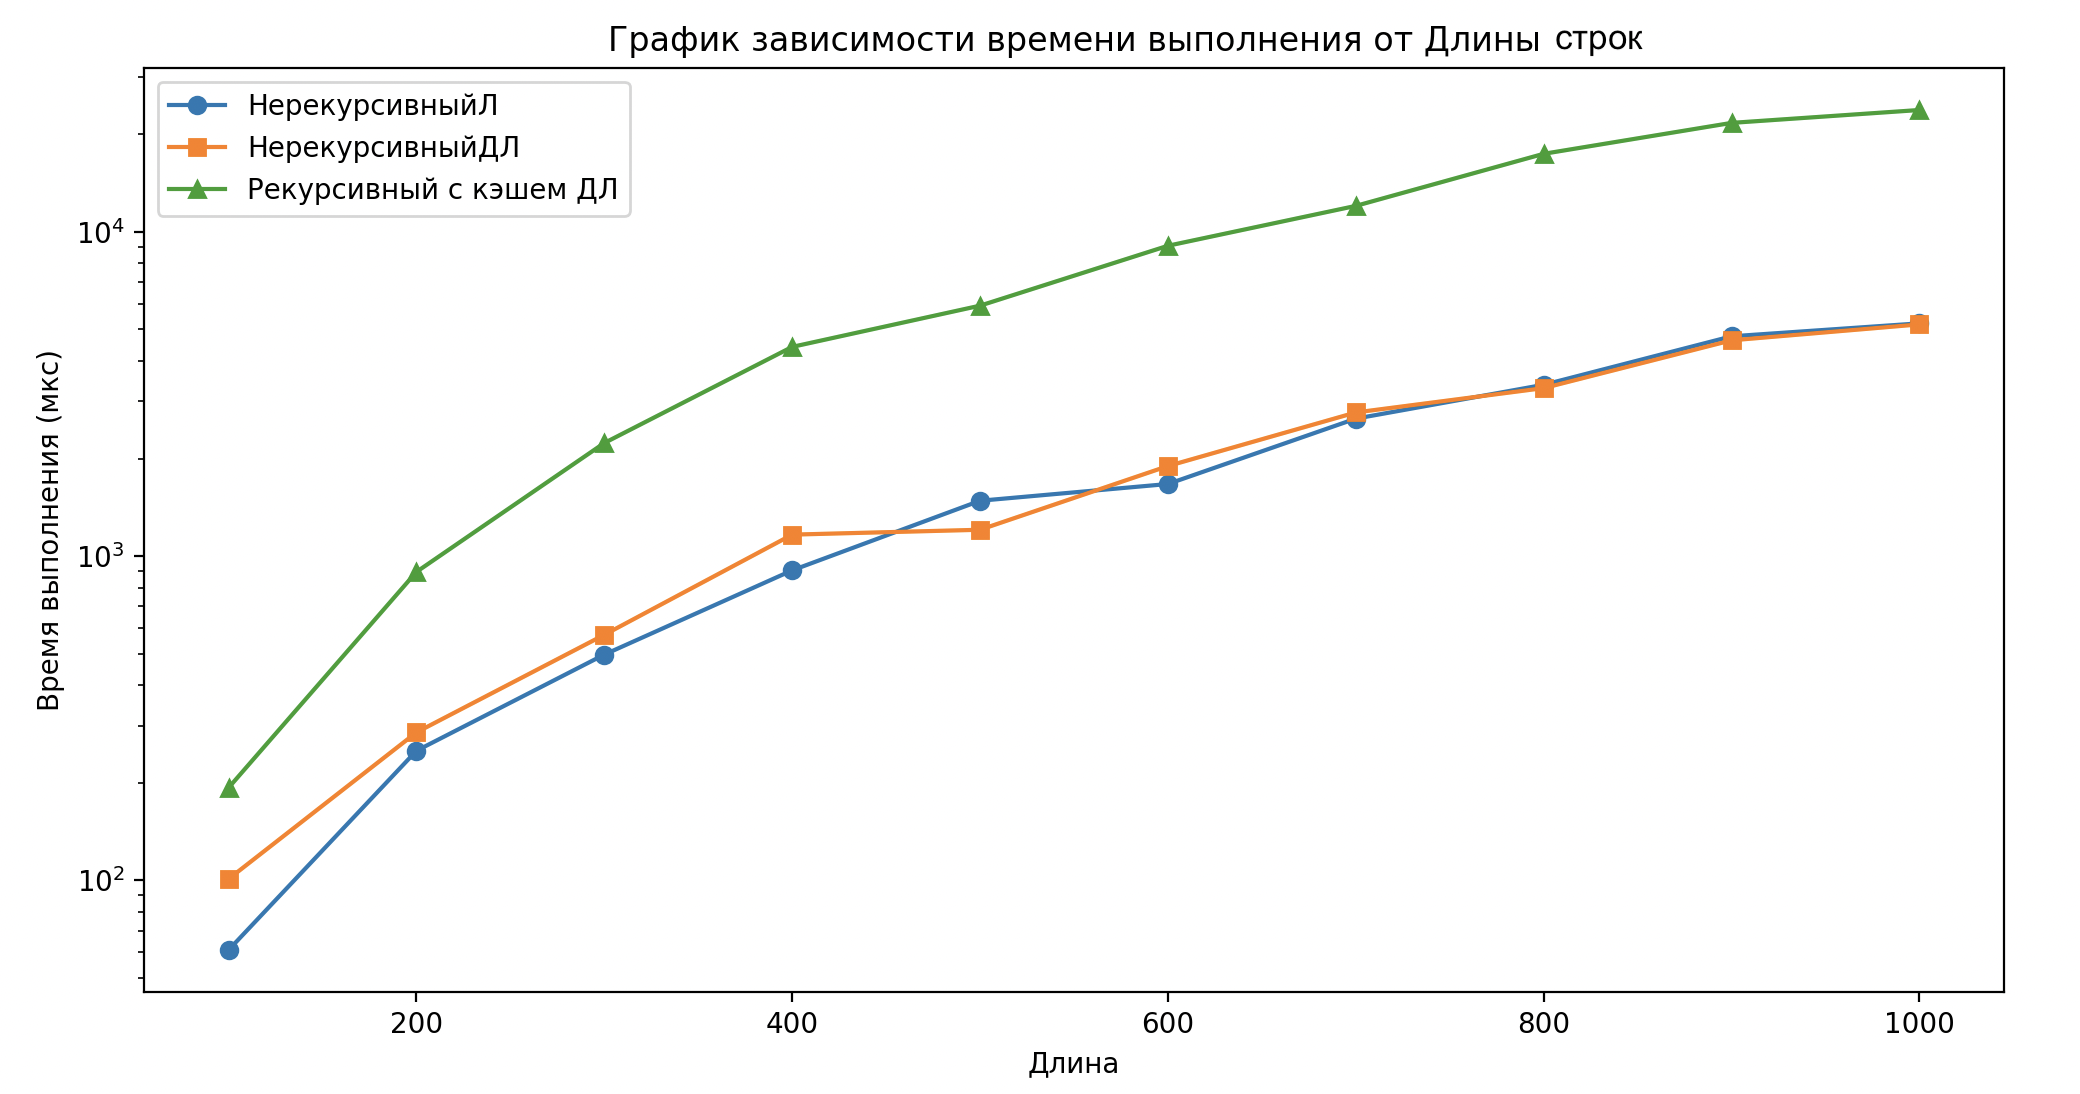 График зависимости времени выполнения от Длины строк
НерекурсивныйЛ
НерекурсивныйДЛ
Рекурсивный с кэшем ДЛ
10⁴
10³
10²
Время выполнения (мкс)
200 400 600 800 1000
Длина